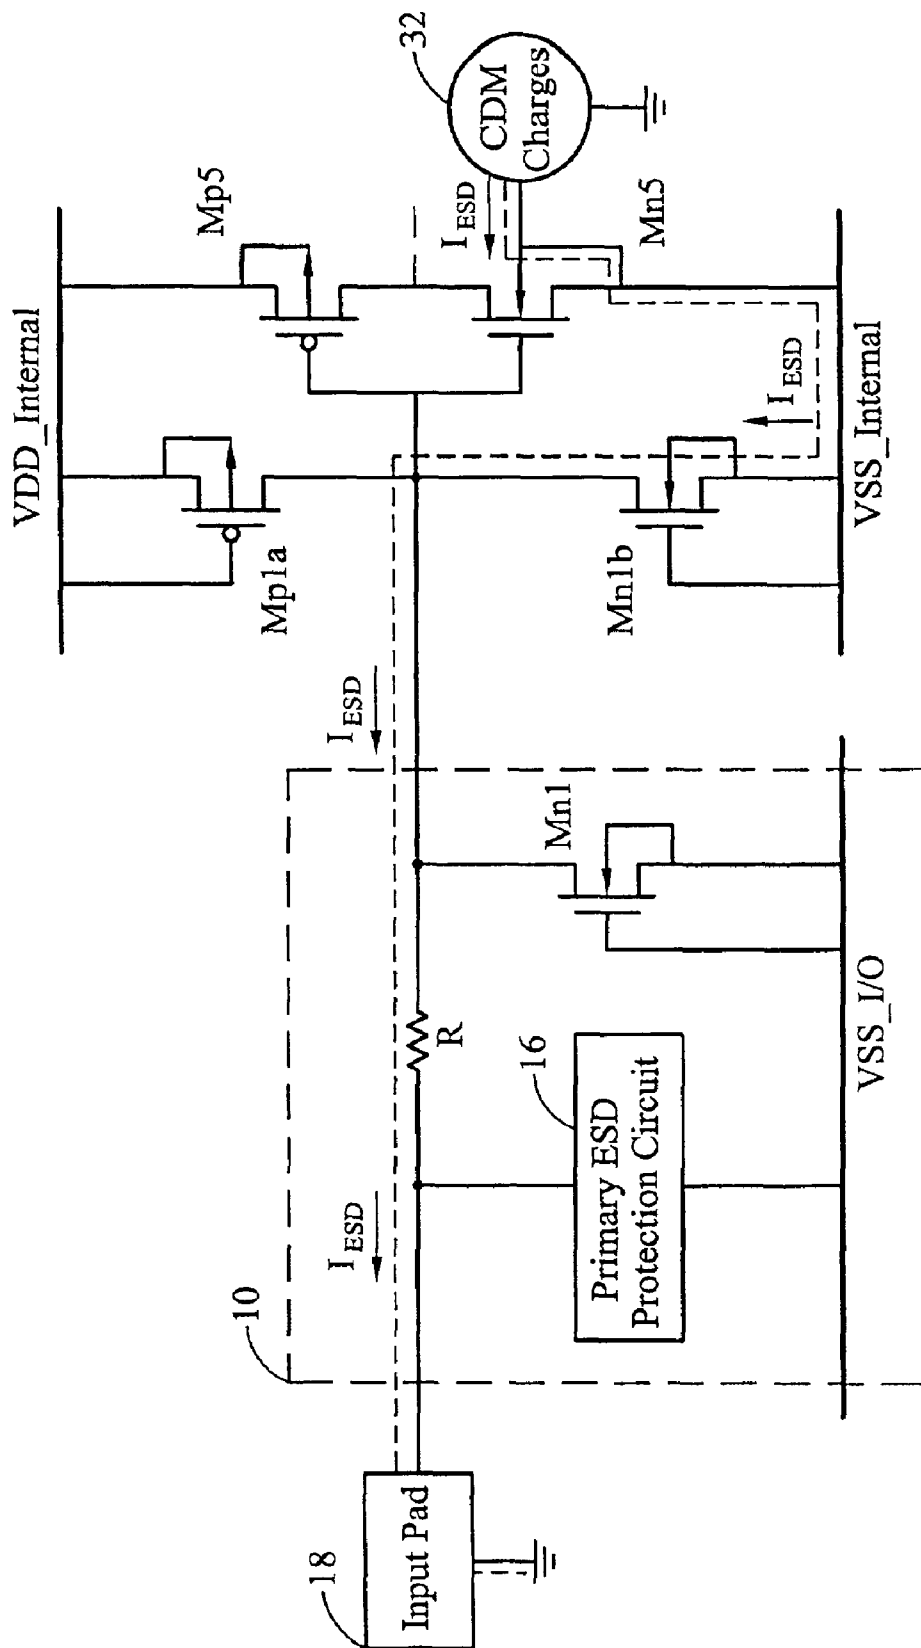 VDD_Internal
Mp1a
Mp5
32
CDM
Charges
I_ESD
I_ESD
I_ESD
I_ESD
Mn5
Mn1b
VSS_Internal
10
18
Input Pad
R
16
Primary ESD
Protection Circuit
Mn1
VSS_I/O